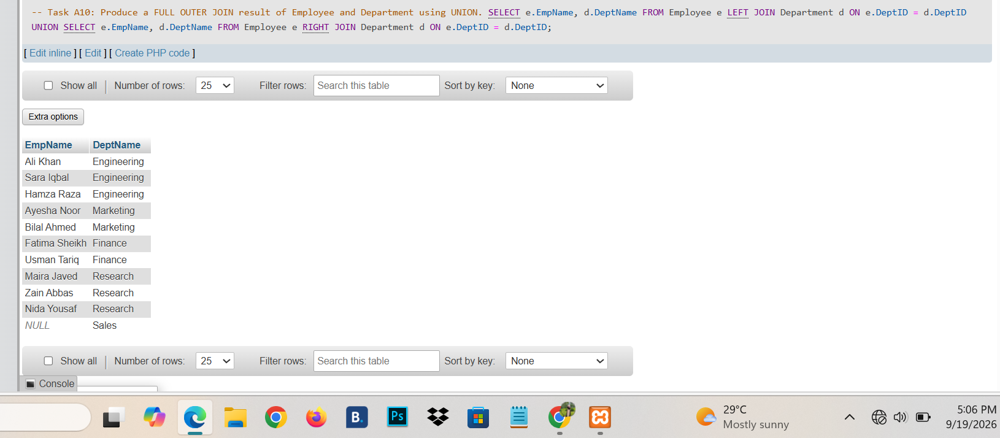 -- Task A10: Produce a FULL OUTER JOIN result of Employee and Department using UNION. SELECT e.EmpName, d.DeptName FROM Employee e LEFT JOIN Department d ON e.DeptID = d.DeptID
UNION SELECT e.EmpName, d.DeptName FROM Employee e RIGHT JOIN Department d ON e.DeptID = d.DeptID;
[ Edit inline ] [ Edit ] [ Create PHP code ]
Show all | Number of rows: 25 Filter rows: Search this table Sort by key: None
Extra options
EmpName DeptName
Ali Khan Engineering
Sara Iqbal Engineering
Hamza Raza Engineering
Ayesha Noor Marketing
Bilal Ahmed Marketing
Fatima Sheikh Finance
Usman Tariq Finance
Maira Javed Research
Zain Abbas Research
Nida Yousaf Research
NULL Sales
Show all | Number of rows: 25 Filter rows: Search this table Sort by key: None
Console
B. Ps
29°C
Mostly sunny
5:06 PM
9/19/2026